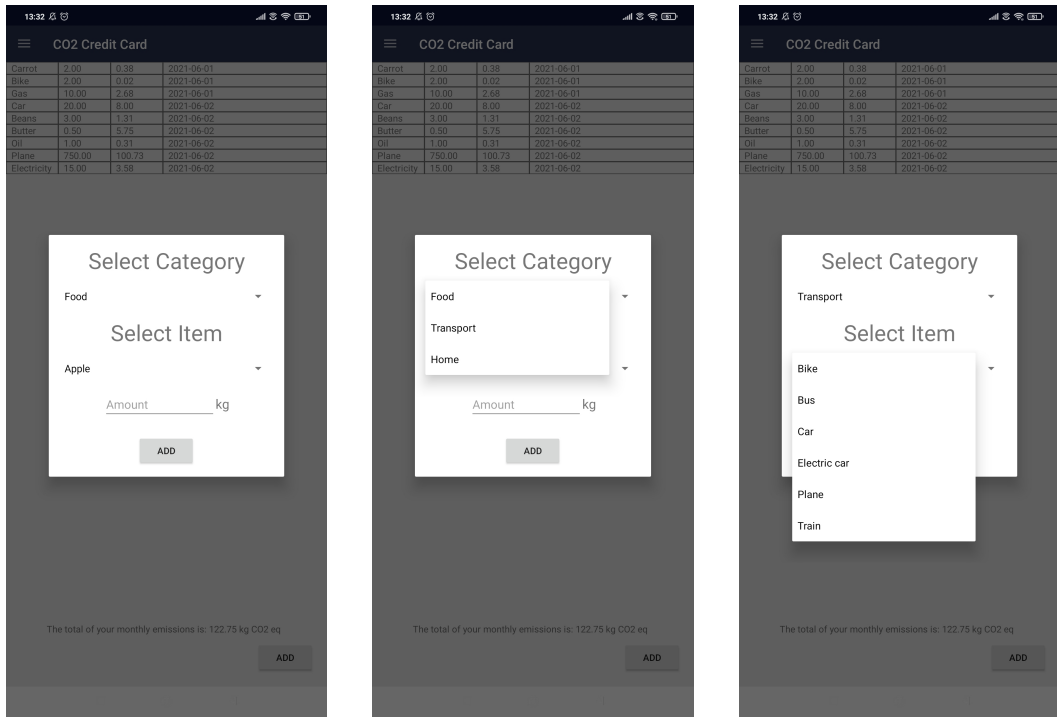 13:32
51
CO2 Credit Card
Carrot 2.00 0.38 2021-06-01
Bike 2.00 0.02 2021-06-01
Gas 10.00 2.68 2021-06-01
Car 20.00 8.00 2021-06-02
Beans 3.00 1.31 2021-06-02
Butter 0.50 5.75 2021-06-02
Oil 1.00 0.31 2021-06-02
Plane 750.00 100.73 2021-06-02
Electricity 15.00 3.58 2021-06-02
Select Category
Food
Select Item
Apple
Amount kg
ADD
The total of your monthly emissions is: 122.75 kg CO2 eq
ADD
13:32
51
CO2 Credit Card
Carrot 2.00 0.38 2021-06-01
Bike 2.00 0.02 2021-06-01
Gas 10.00 2.68 2021-06-01
Car 20.00 8.00 2021-06-02
Beans 3.00 1.31 2021-06-02
Butter 0.50 5.75 2021-06-02
Oil 1.00 0.31 2021-06-02
Plane 750.00 100.73 2021-06-02
Electricity 15.00 3.58 2021-06-02
Select Category
Food
Transport
Home
Amount kg
ADD
The total of your monthly emissions is: 122.75 kg CO2 eq
ADD
13:32
51
CO2 Credit Card
Carrot 2.00 0.38 2021-06-01
Bike 2.00 0.02 2021-06-01
Gas 10.00 2.68 2021-06-01
Car 20.00 8.00 2021-06-02
Beans 3.00 1.31 2021-06-02
Butter 0.50 5.75 2021-06-02
Oil 1.00 0.31 2021-06-02
Plane 750.00 100.73 2021-06-02
Electricity 15.00 3.58 2021-06-02
Select Category
Transport
Select Item
Bike
Bus
Car
Electric car
Plane
Train
The total of your monthly emissions is: 122.75 kg CO2 eq
ADD